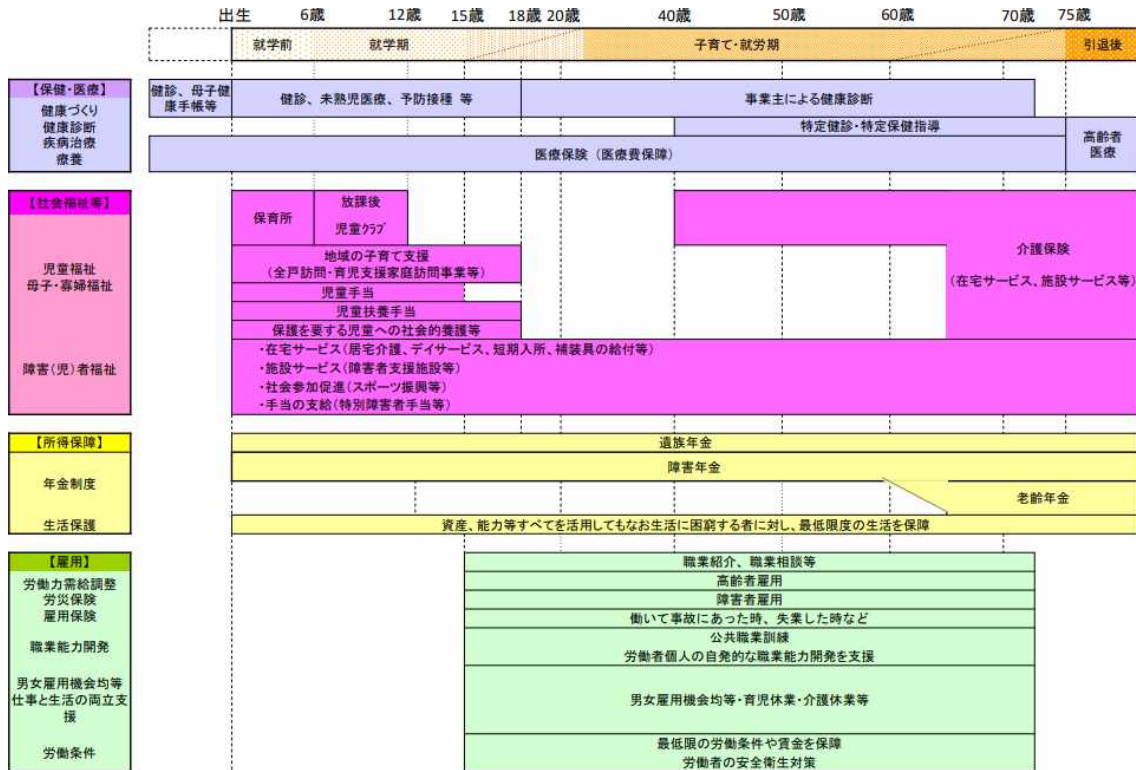 出生 6歳 12歳 15歳 18歳 20歳 40歳 50歳 60歳 70歳 75歳
就学前 就学期 子育て・就労期 引退後
【保健・医療】
健康づくり
健康診断
疾病治療
療養
健診、母子健
康手帳等
健診、未熟児医療、予防接種 等
事業主による健康診断
特定健診・特定保健指導
高齢者
医療
医療保険（医療費保障）
【社会福祉等】
児童福祉
母子・寡婦福祉
障害(児)者福祉
保育所
放課後
児童クラブ
地域の子育て支援
（全戸訪問・育児支援家庭訪問事業等）
児童手当
児童扶養手当
保護を要する児童への社会的養護等
介護保険
（在宅サービス、施設サービス等）
・在宅サービス（居宅介護、デイサービス、短期入所、補装具の給付等）
・施設サービス（障害者支援施設等）
・社会参加促進（スポーツ振興等）
・手当の支給（特別障害者手当等）
【所得保障】
年金制度
生活保護
遺族年金
障害年金
老齢年金
資産、能力等すべてを活用してもなお生活に困窮する者に対し、最低限度の生活を保障
【雇用】
労働力需給調整
労災保険
雇用保険
職業能力開発
男女雇用機会均等
仕事と生活の両立支
援
労働条件
職業紹介、職業相談等
高齢者雇用
障害者雇用
働いて事故にあった時、失業した時など
公共職業訓練
労働者個人の自発的な職業能力開発を支援
男女雇用機会均等・育児休業・介護休業等
最低限の労働条件や賃金を保障
労働者の安全衛生対策